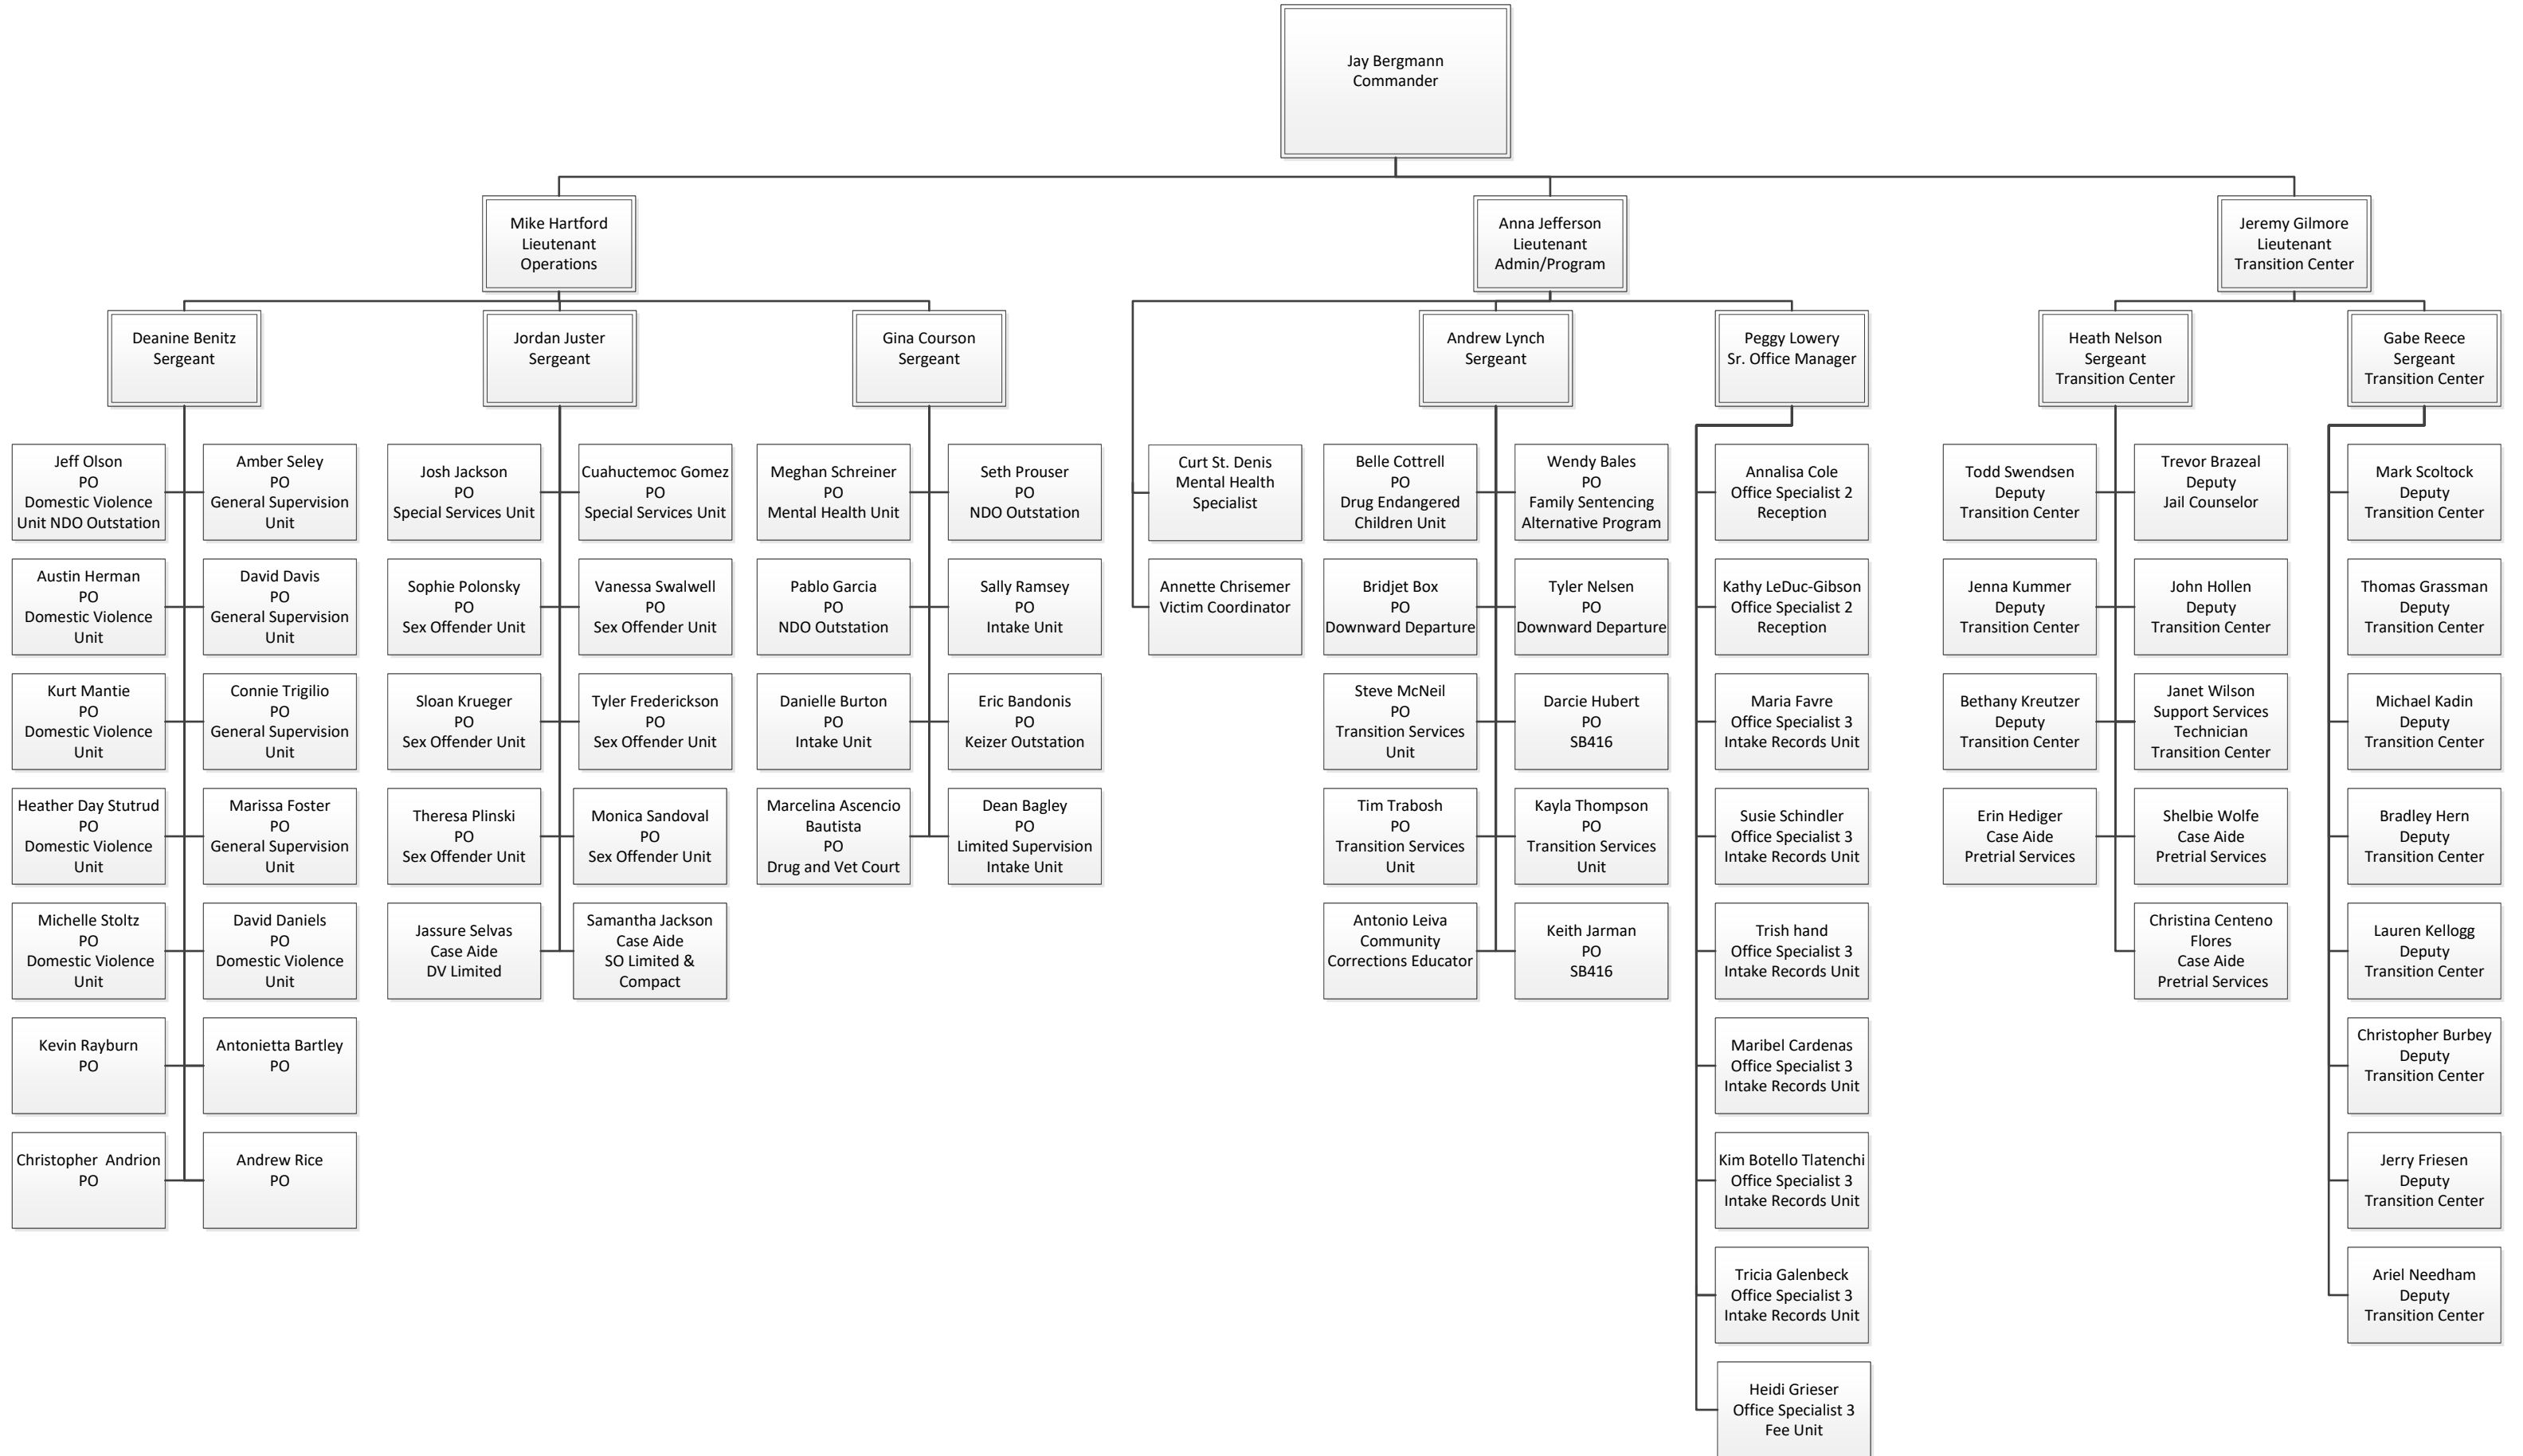 Jay Bergmann
Commander
Mike Hartford
Lieutenant
Operations
Anna Jefferson
Lieutenant
Admin/Program
Jeremy Gilmore
Lieutenant
Transition Center
Deanine Benitz
Sergeant
Jordan Juster
Sergeant
Gina Courson
Sergeant
Andrew Lynch
Sergeant
Peggy Lowery
Sr. Office Manager
Heath Nelson
Sergeant
Transition Center
Gabe Reece
Sergeant
Transition Center
Jeff Olson
PO
Domestic Violence
Unit NDO Outstation
Amber Seley
PO
General Supervision
Unit
Josh Jackson
PO
Special Services Unit
Cuahuctemoc Gomez
PO
Special Services Unit
Meghan Schreiner
PO
Mental Health Unit
Seth Prouser
PO
NDO Outstation
Curt St. Denis
Mental Health
Specialist
Belle Cottrell
PO
Drug Endangered
Children Unit
Wendy Bales
PO
Family Sentencing
Alternative Program
Annalisa Cole
Office Specialist 2
Reception
Todd Swendsen
Deputy
Transition Center
Trevor Brazeal
Deputy
Jail Counselor
Mark Scoltock
Deputy
Transition Center
Austin Herman
PO
Domestic Violence
Unit
David Davis
PO
General Supervision
Unit
Sophie Polonsky
PO
Sex Offender Unit
Vanessa Swalwell
PO
Sex Offender Unit
Pablo Garcia
PO
NDO Outstation
Sally Ramsey
PO
Intake Unit
Annette Chrisemer
Victim Coordinator
Bridjet Box
PO
Downward Departure
Tyler Nelsen
PO
Downward Departure
Kathy LeDuc-Gibson
Office Specialist 2
Reception
Jenna Kummer
Deputy
Transition Center
John Hollen
Deputy
Transition Center
Thomas Grassman
Deputy
Transition Center
Kurt Mantie
PO
Domestic Violence
Unit
Connie Trigilio
PO
General Supervision
Unit
Sloan Krueger
PO
Sex Offender Unit
Tyler Frederickson
PO
Sex Offender Unit
Danielle Burton
PO
Intake Unit
Eric Bandonis
PO
Keizer Outstation
Steve McNeil
PO
Transition Services
Unit
Darcie Hubert
PO
SB416
Maria Favre
Office Specialist 3
Intake Records Unit
Bethany Kreutzer
Deputy
Transition Center
Janet Wilson
Support Services
Technician
Transition Center
Michael Kadin
Deputy
Transition Center
Heather Day Stutrud
PO
Domestic Violence
Unit
Marissa Foster
PO
General Supervision
Unit
Theresa Plinski
PO
Sex Offender Unit
Monica Sandoval
PO
Sex Offender Unit
Marcelina Ascencio
Bautista
PO
Drug and Vet Court
Dean Bagley
PO
Limited Supervision
Intake Unit
Tim Trabosh
PO
Transition Services
Unit
Kayla Thompson
PO
Transition Services
Unit
Susie Schindler
Office Specialist 3
Intake Records Unit
Erin Hediger
Case Aide
Pretrial Services
Shelbie Wolfe
Case Aide
Pretrial Services
Bradley Hern
Deputy
Transition Center
Michelle Stoltz
PO
Domestic Violence
Unit
David Daniels
PO
Domestic Violence
Unit
Jassure Selvas
Case Aide
DV Limited
Samantha Jackson
Case Aide
SO Limited &
Compact
Antonio Leiva
Community
Corrections Educator
Keith Jarman
PO
SB416
Trish hand
Office Specialist 3
Intake Records Unit
Christina Centeno
Flores
Case Aide
Pretrial Services
Lauren Kellogg
Deputy
Transition Center
Kevin Rayburn
PO
Antonietta Bartley
PO
Maribel Cardenas
Office Specialist 3
Intake Records Unit
Christopher Burbey
Deputy
Transition Center
Christopher  Andrion
PO
Andrew Rice
PO
Kim Botello Tlatenchi
Office Specialist 3
Intake Records Unit
Jerry Friesen
Deputy
Transition Center
Tricia Galenbeck
Office Specialist 3
Intake Records Unit
Ariel Needham
Deputy
Transition Center
Heidi Grieser
Office Specialist 3
Fee Unit